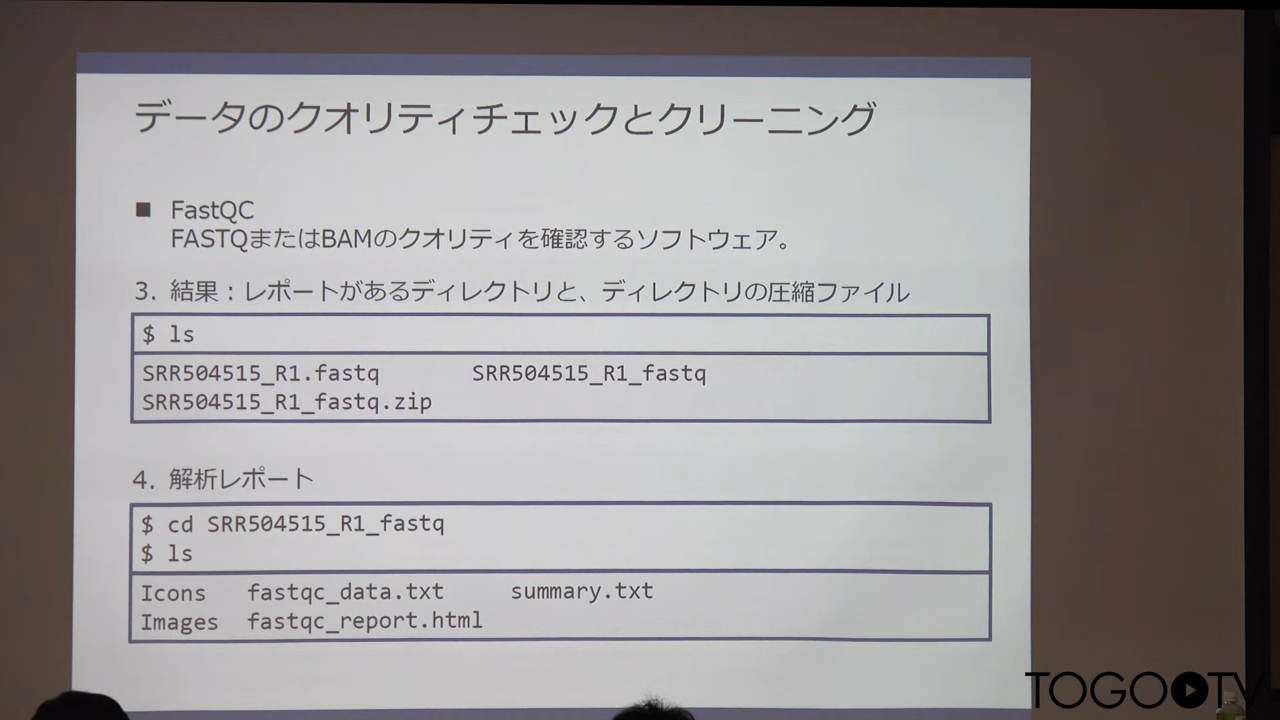 データのクオリティチェックとクリーニング
■ FastQC
FASTQまたはBAMのクオリティを確認するソフトウェア。
3. 結果：レポートがあるディレクトリと、ディレクトリの圧縮ファイル
$ ls
SRR504515_R1.fastq SRR504515_R1_fastq
SRR504515_R1_fastq.zip
4. 解析レポート
$ cd SRR504515_R1_fastq
$ ls
Icons fastqc_data.txt summary.txt
Images fastqc_report.html
TOGOTV